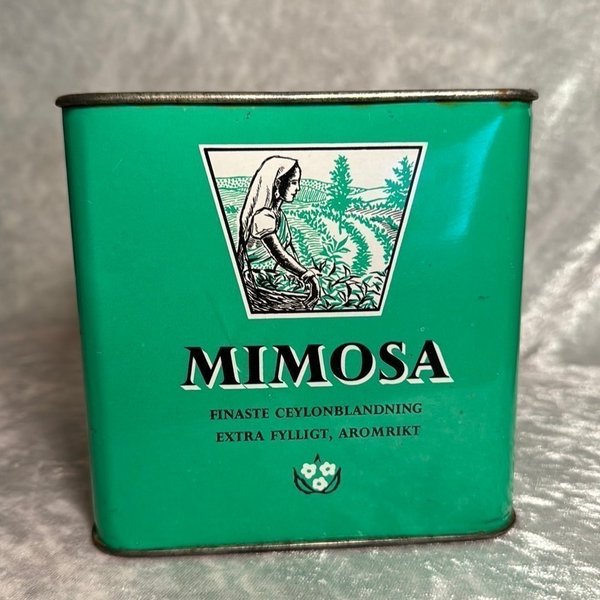 MIMOSA
FINASTE CEYLONBLANDNING
EXTRA FYLLIGT, AROMRIKT